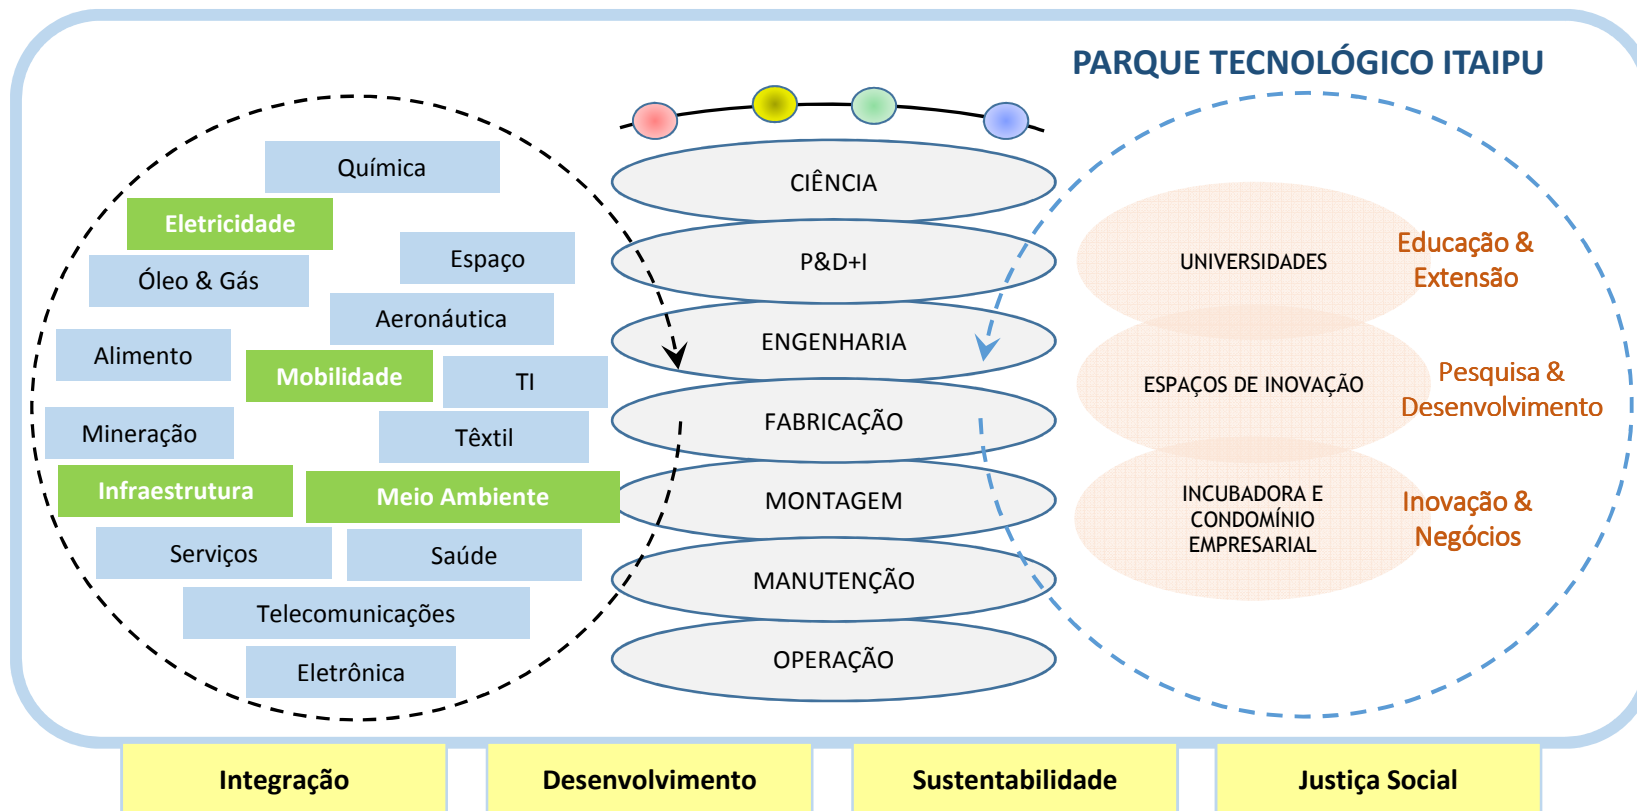 PARQUE TECNOLÓGICO ITAIPU
Química
Eletricidade
Espaço
Óleo & Gás
Aeronáutica
Alimento
Mobilidade
TI
Mineração
Têxtil
Infraestrutura
Meio Ambiente
Serviços
Saúde
Telecomunicações
Eletrônica
CIÊNCIA
P&D+I
ENGENHARIA
FABRICAÇÃO
MONTAGEM
MANUTENÇÃO
OPERAÇÃO
UNIVERSIDADES
Educação &
Extensão
ESPAÇOS DE INOVAÇÃO
Pesquisa &
Desenvolvimento
INCUBADORA E
CONDOMÍNIO
EMPRESARIAL
Inovação &
Negócios
Integração
Desenvolvimento
Sustentabilidade
Justiça Social